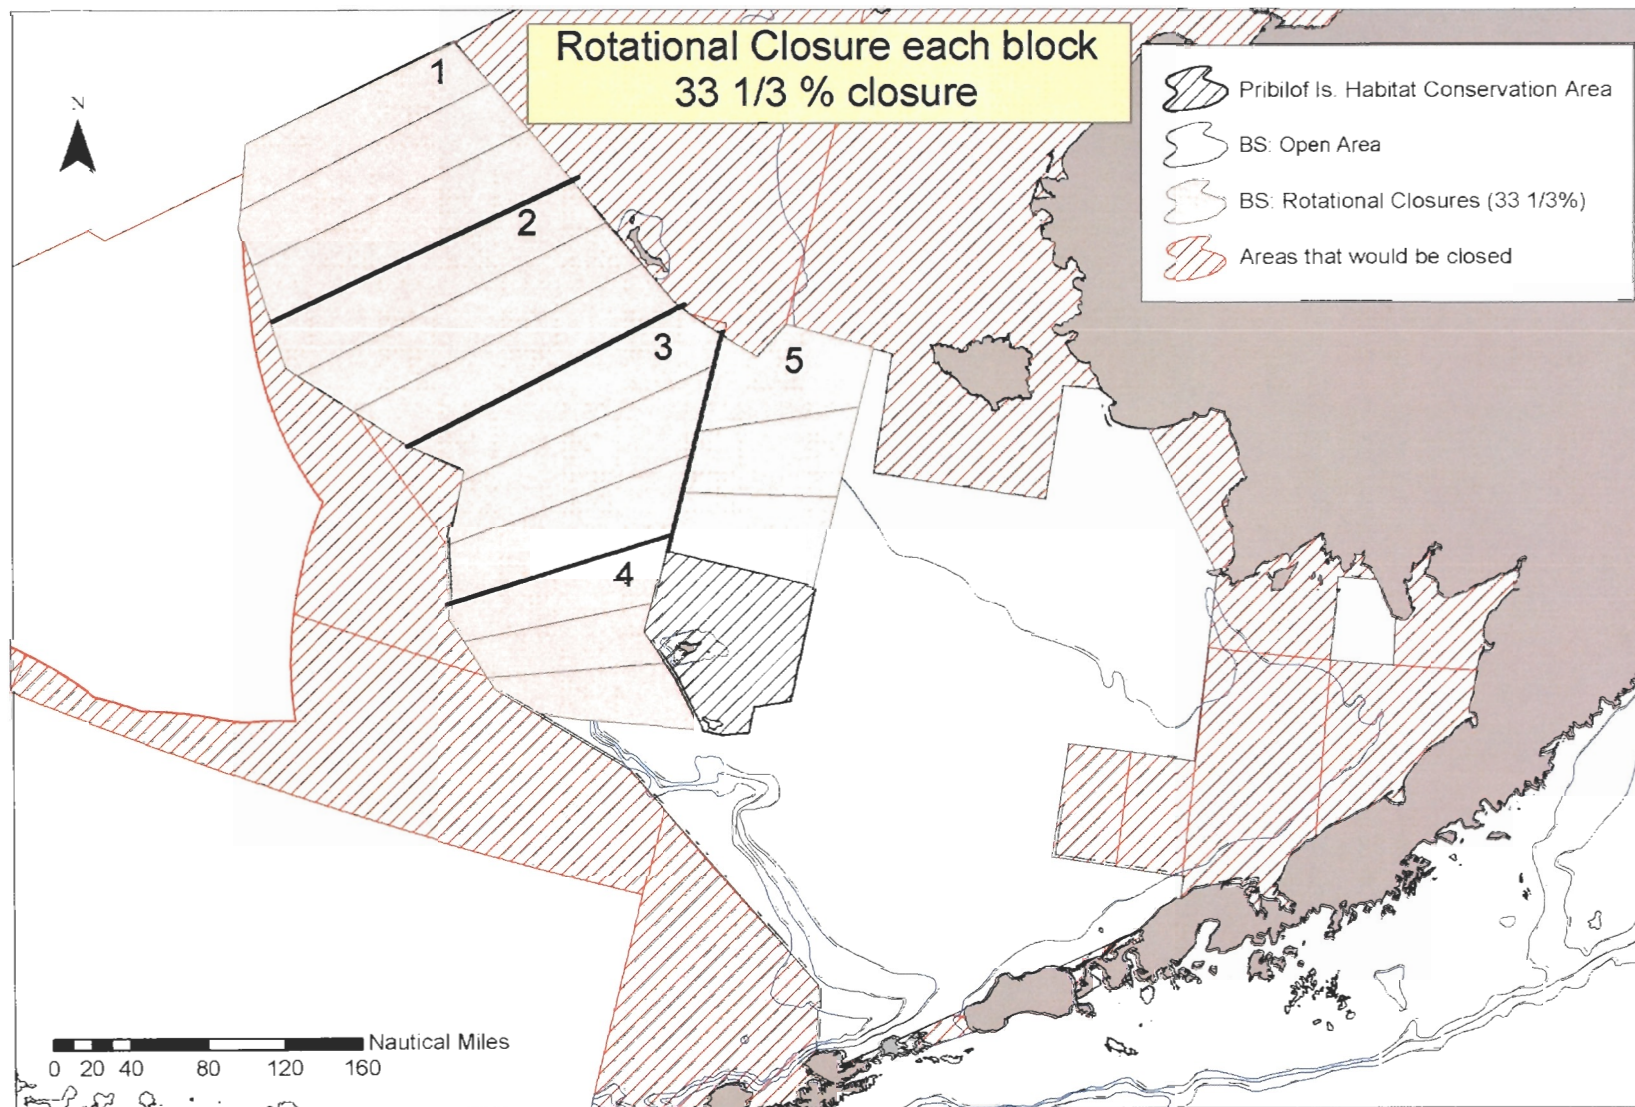 Rotational Closure each block
33 1/3 % closure
N
Pribilof Is. Habitat Conservation Area
BS: Open Area
BS: Rotational Closures (33 1/3%)
Areas that would be closed
1
2
3
4
5
Nautical Miles
0 20 40 80 120 160